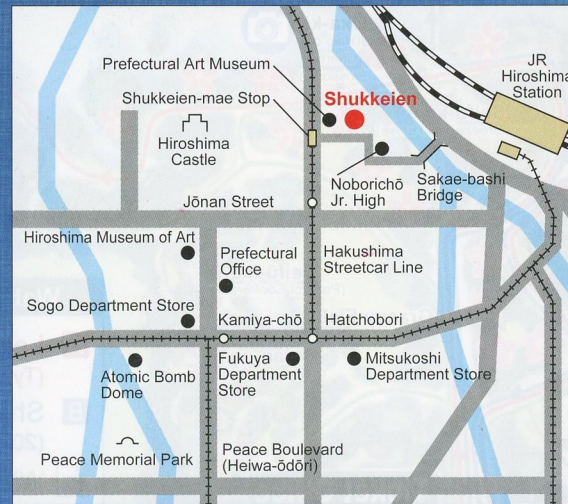 Prefectural Art Museum
JR
Hiroshima
Station
Shukkeien-mae Stop
Shukkeien
Hiroshima
Castle
Noborichō
Jr. High
Sakae-bashi
Bridge
Jōnan Street
Hiroshima Museum of Art
Prefectural
Office
Hakushima
Streetcar Line
Sogo Department Store
Kamiya-chō
Hatchobori
Atomic Bomb
Dome
Fukuya
Department
Store
Mitsukoshi
Department Store
Peace Memorial Park
Peace Boulevard
(Heiwa-ōdōri)